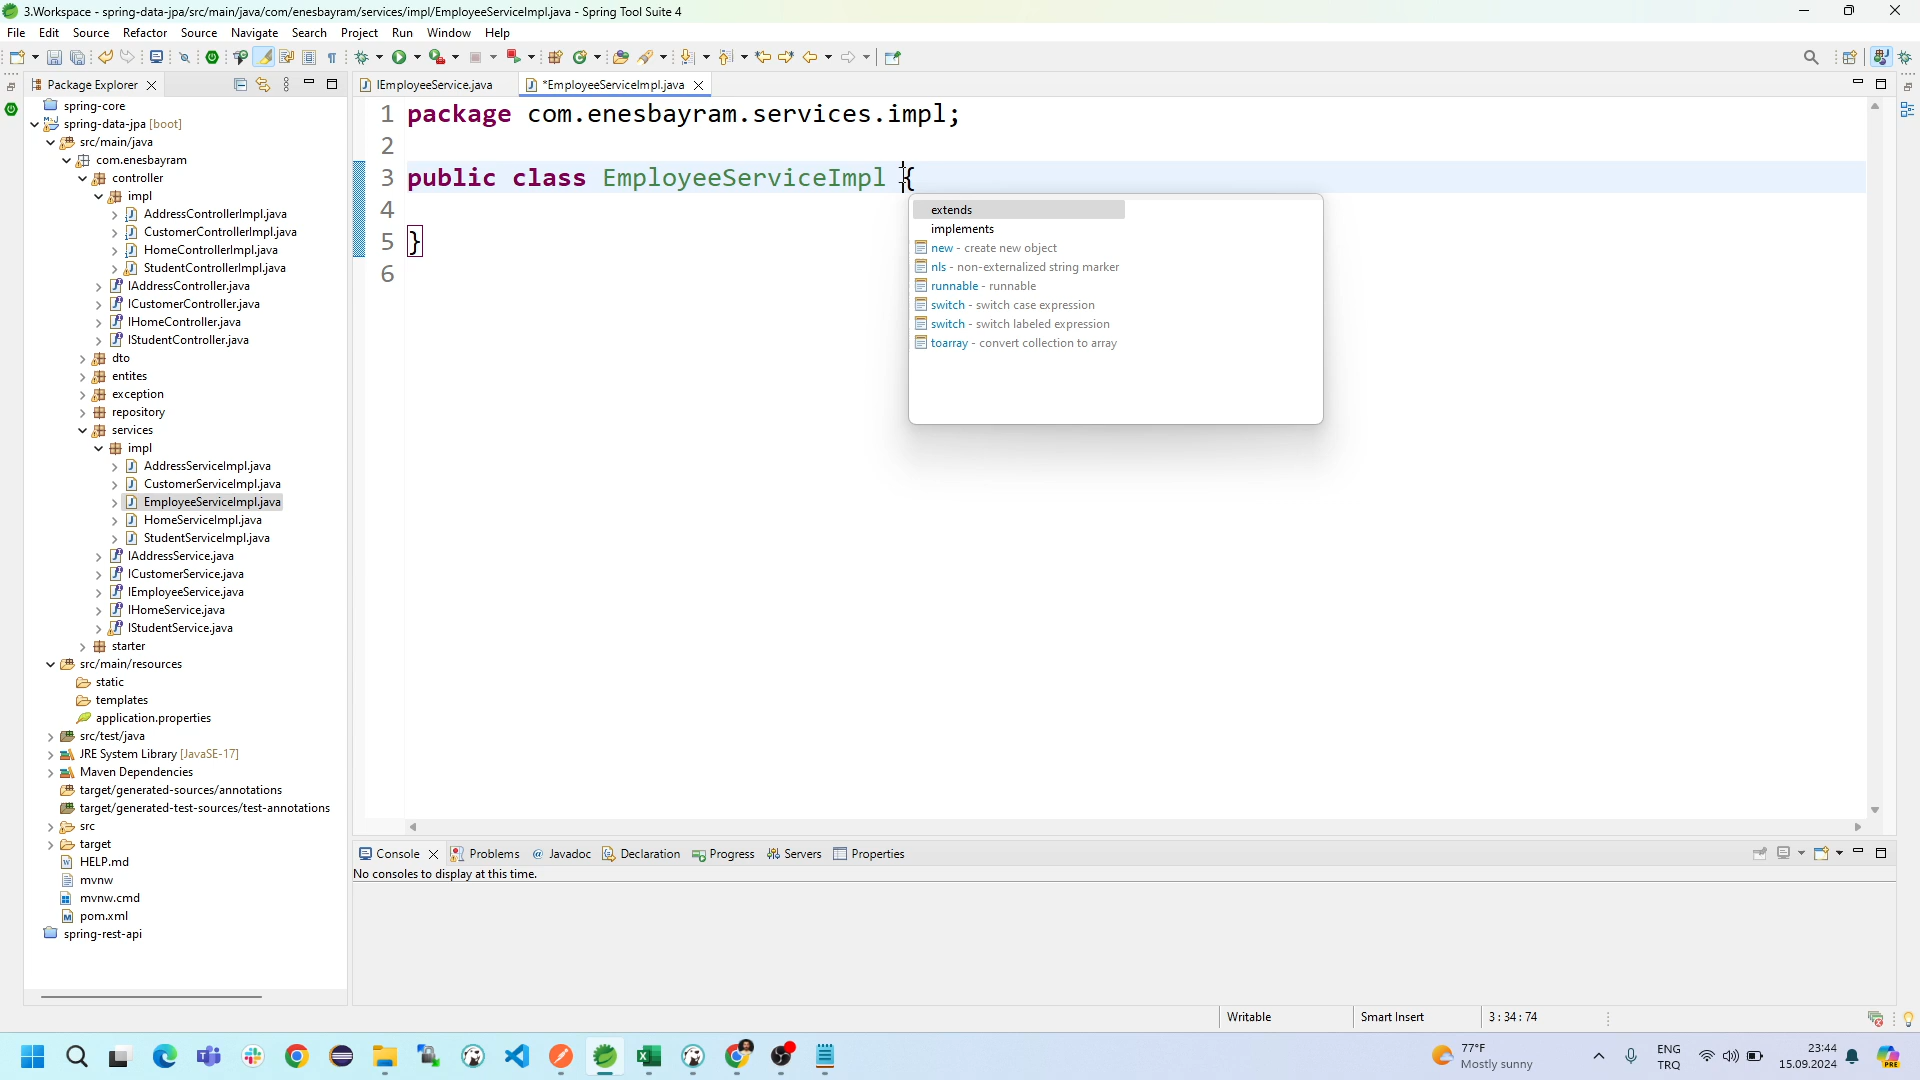 3.Workspace - spring-data-jpa/src/main/java/com/enesbayram/services/impl/EmployeeServiceImpl.java - Spring Tool Suite 4
File Edit Source Refactor Source Navigate Search Project Run Window Help
Package Explorer
IEmployeeService.java
*EmployeeServiceImpl.java
spring-core
spring-data-jpa [boot]
src/main/java
com.enesbayram
controller
impl
AddressControllerImpl.java
CustomerControllerImpl.java
HomeControllerImpl.java
StudentControllerImpl.java
IAddressController.java
ICustomerController.java
IHomeController.java
IStudentController.java
dto
entites
exception
repository
services
impl
AddressServiceImpl.java
CustomerServiceImpl.java
EmployeeServiceImpl.java
HomeServiceImpl.java
StudentServiceImpl.java
IAddressService.java
ICustomerService.java
IEmployeeService.java
IHomeService.java
IStudentService.java
starter
src/main/resources
static
templates
application.properties
src/test/java
JRE System Library [JavaSE-17]
Maven Dependencies
target/generated-sources/annotations
target/generated-test-sources/test-annotations
src
target
HELP.md
mvnw
mvnw.cmd
pom.xml
spring-rest-api
1 package com.enesbayram.services.impl;
2
3 public class EmployeeServiceImpl {
4
5 }
6
extends
implements
new - create new object
nls - non-externalized string marker
runnable - runnable
switch - switch case expression
switch - switch labeled expression
toarray - convert collection to array
Console Problems @ Javadoc Declaration Progress Servers Properties
No consoles to display at this time.
Writable Smart Insert 3 : 34 : 74
77°F
Mostly sunny
ENG
TRQ
23:44
15.09.2024
PRE